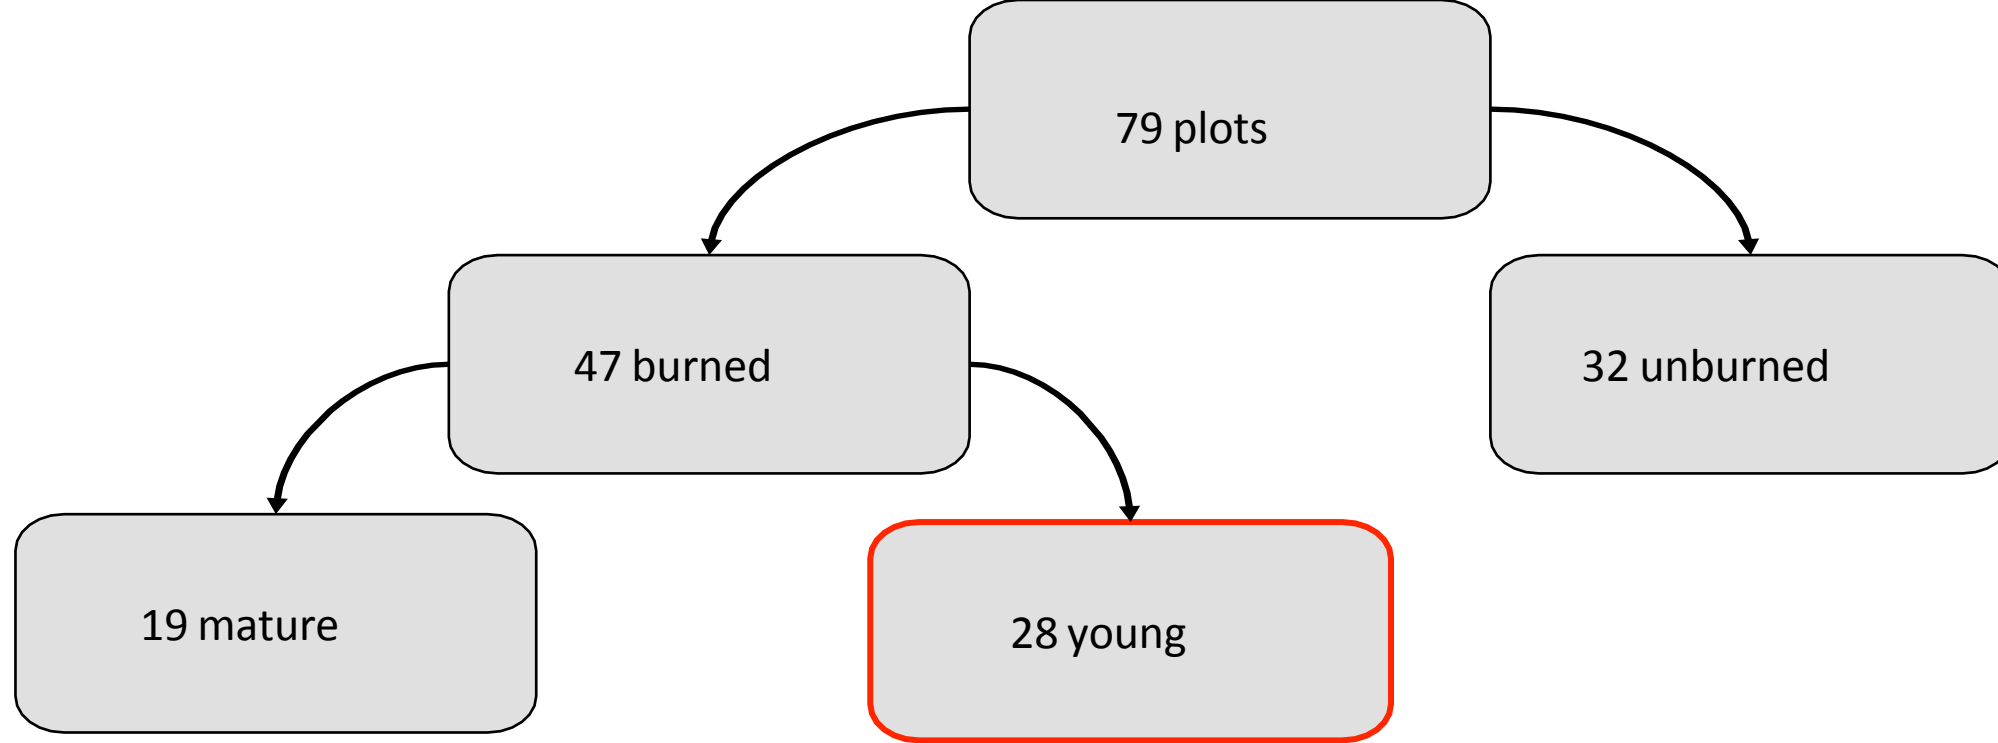 79 plots
47 burned
32 unburned
19 mature
28 young